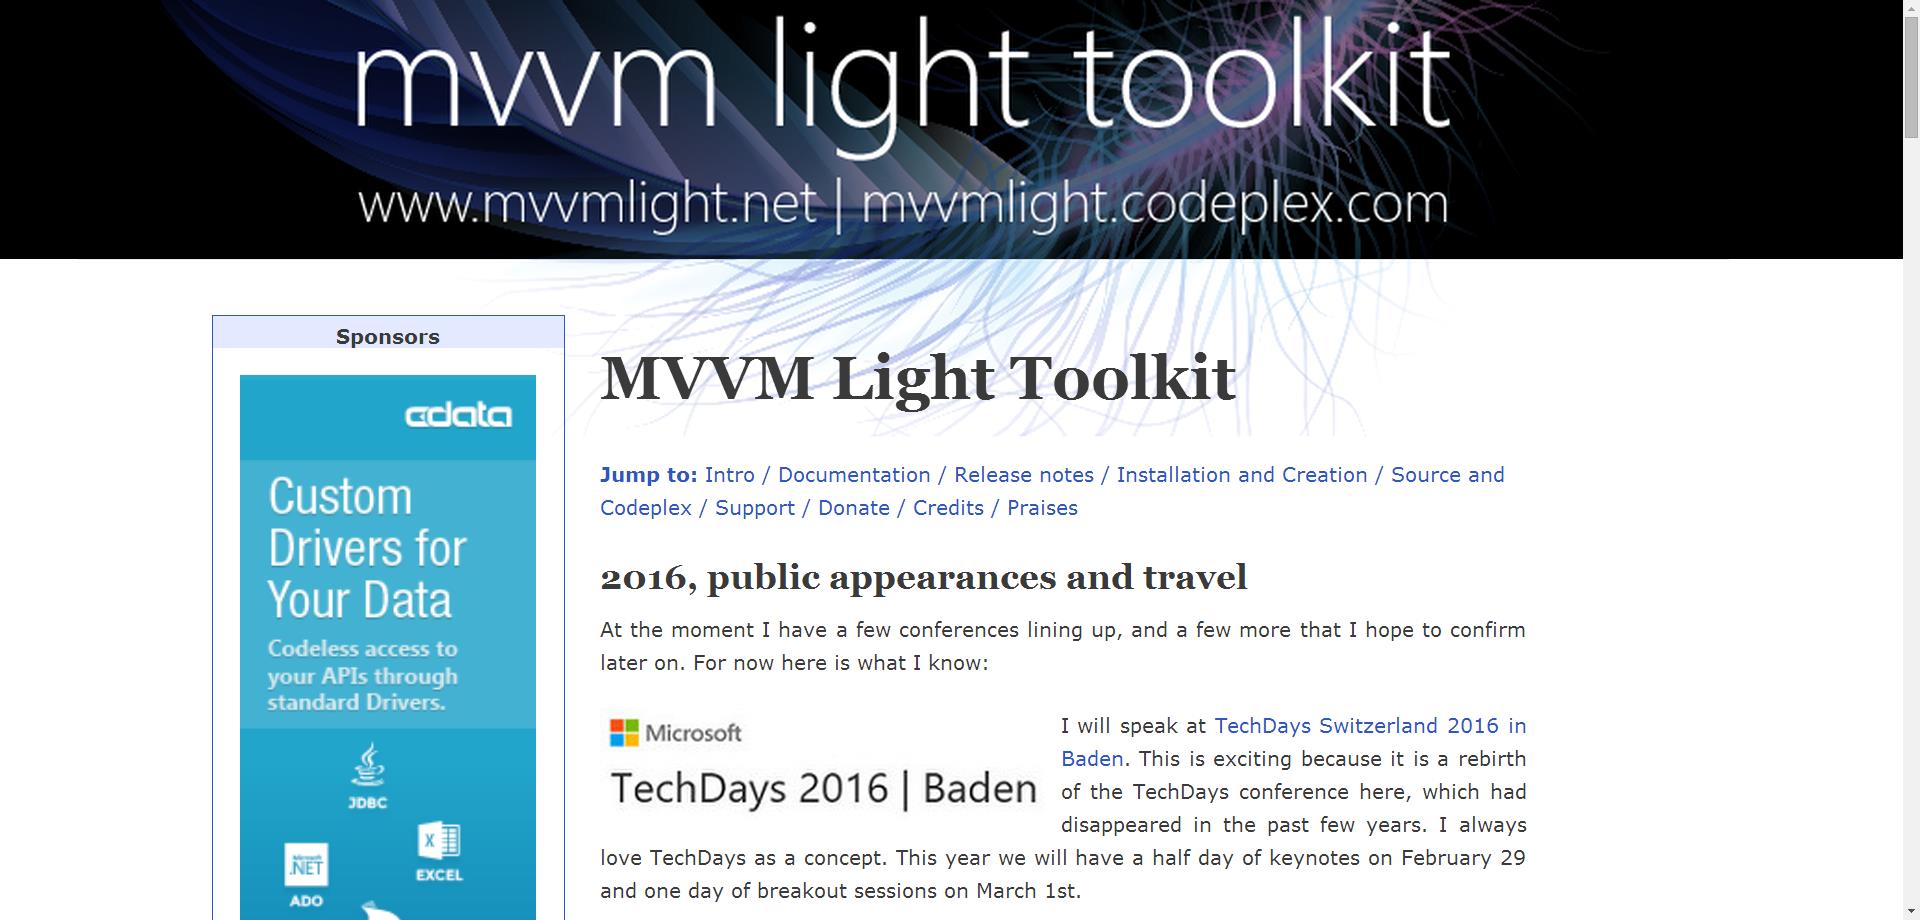 mvvm light toolkit
www.mvvmlight.net | mvvmlight.codeplex.com
Sponsors
cdata
Custom
Drivers for
Your Data
Codeless access to
your APIs through
standard Drivers.
JDBC
EXCEL
Microsoft
.NET
ADO
MVVM Light Toolkit
Jump to: Intro / Documentation / Release notes / Installation and Creation / Source and
Codeplex / Support / Donate / Credits / Praises
2016, public appearances and travel
At the moment I have a few conferences lining up, and a few more that I hope to confirm
later on. For now here is what I know:
Microsoft
TechDays 2016 | Baden
I will speak at TechDays Switzerland 2016 in
Baden. This is exciting because it is a rebirth
of the TechDays conference here, which had
disappeared in the past few years. I always
love TechDays as a concept. This year we will have a half day of keynotes on February 29
and one day of breakout sessions on March 1st.